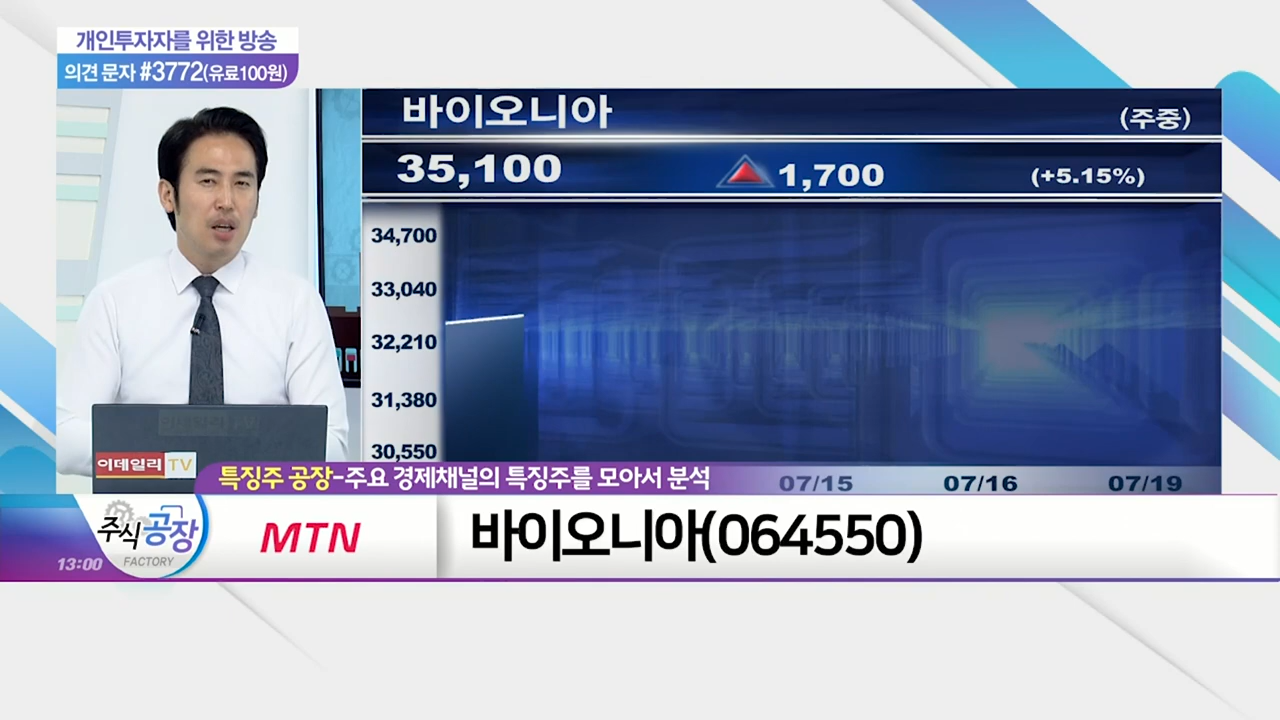 개인투자자를 위한 방송
의견 문자 #3772(유료100원)
바이오니아
(주중)
35,100
1,700
(+5.15%)
34,700
33,040
32,210
31,380
30,550
07/15
07/16
07/19
이데일리 TV
특징주 공장-주요 경제채널의 특징주를 모아서 분석
주식공장
FACTORY
13:00
MTN
바이오니아(064550)